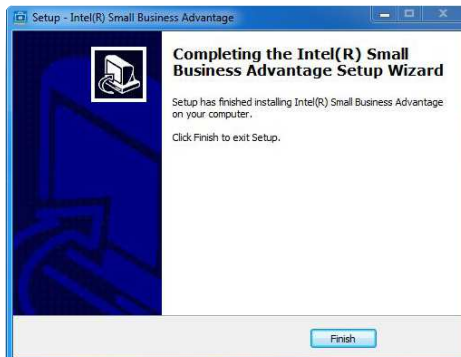 Setup - Intel(R) Small Business Advantage
Completing the Intel(R) Small
Business Advantage Setup Wizard
Setup has finished installing Intel(R) Small Business Advantage
on your computer.
Click Finish to exit Setup.
Finish